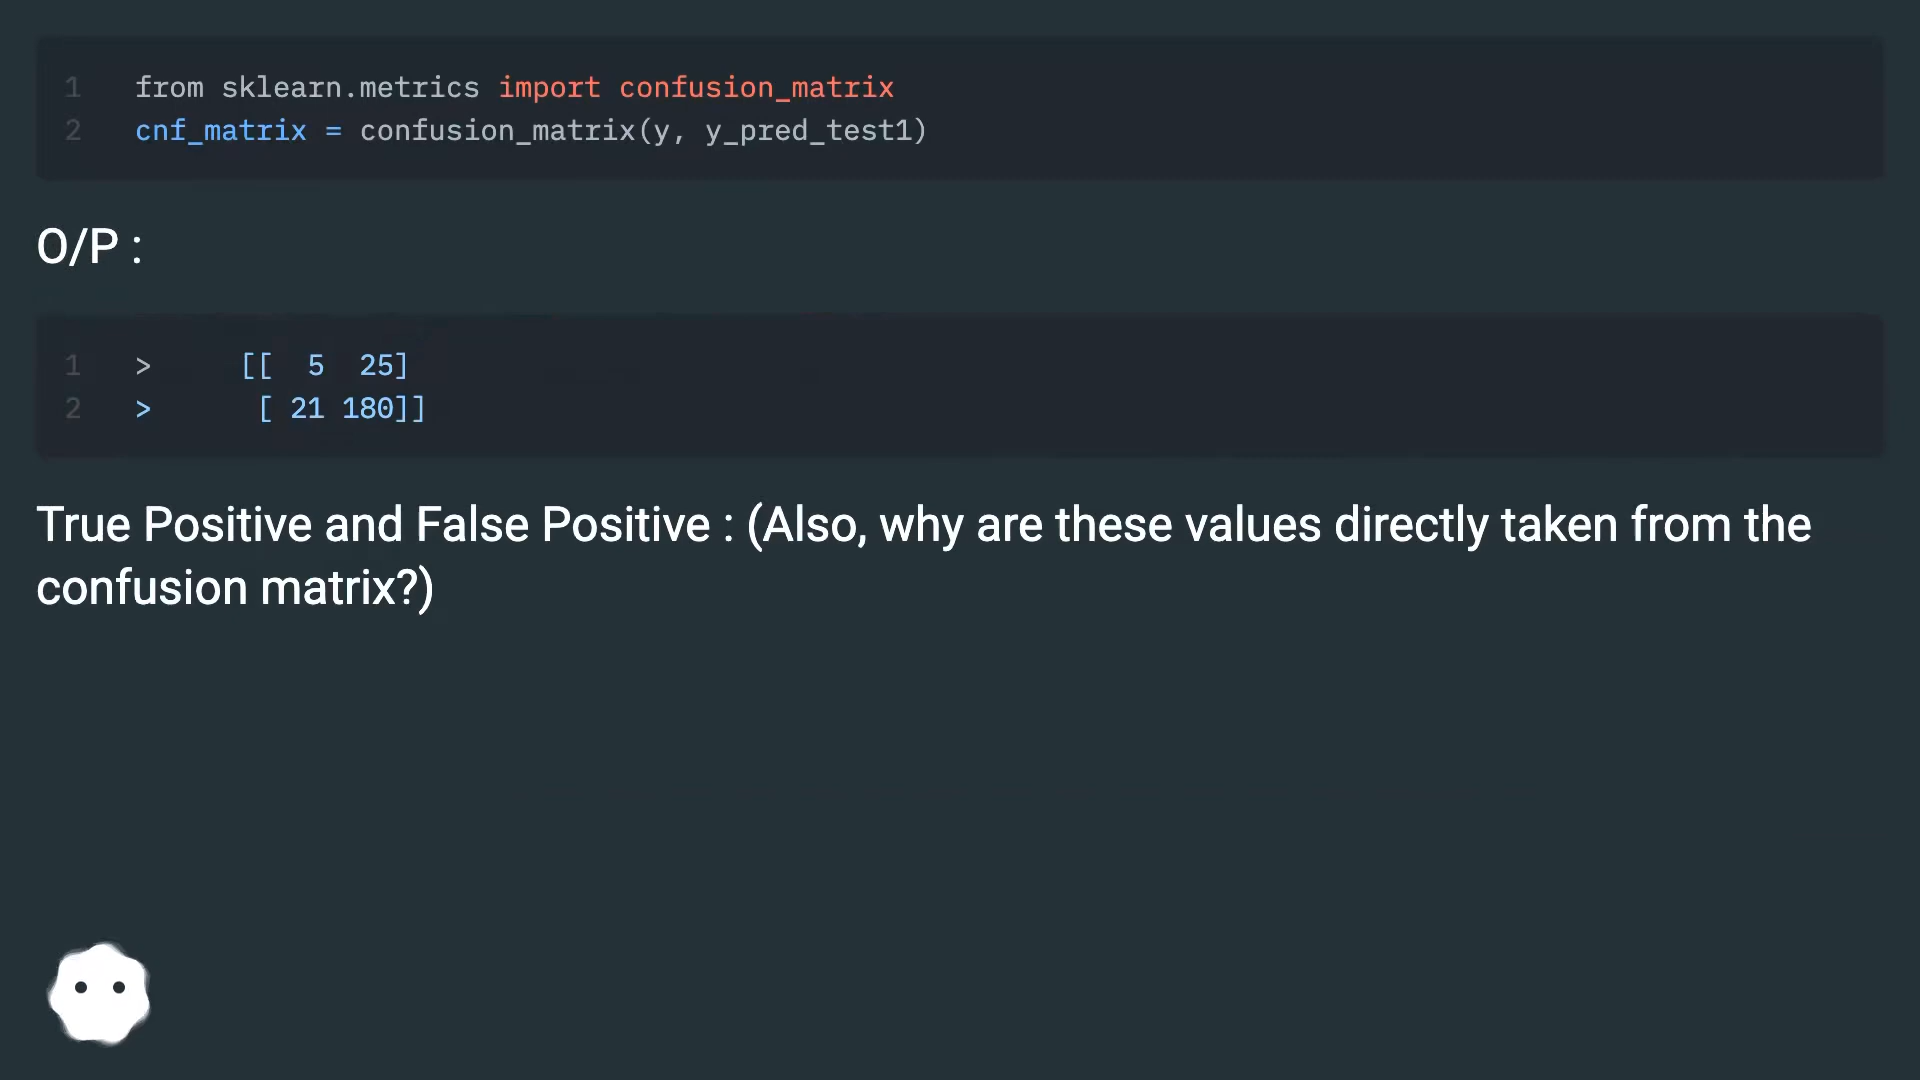 1 from sklearn.metrics import confusion_matrix
2 cnf_matrix = confusion_matrix(y, y_pred_test1)
O/P :
1 > [[ 5 25]
2 > [ 21 180]]
True Positive and False Positive : (Also, why are these values directly taken from the
confusion matrix?)